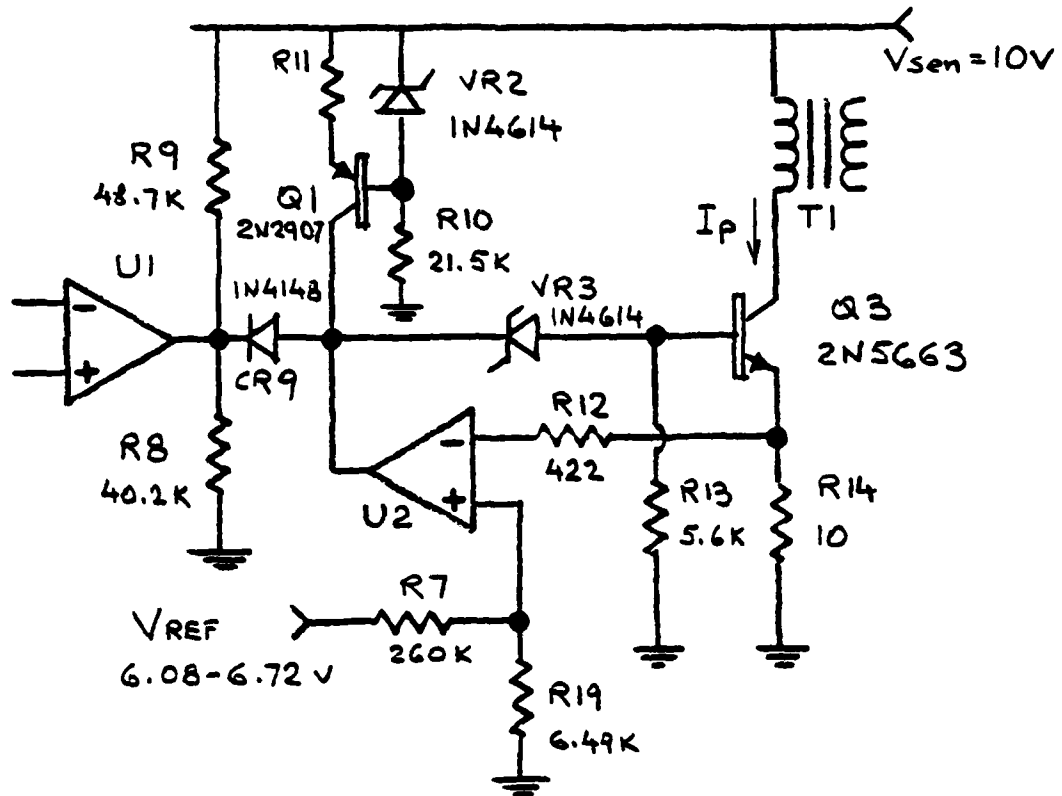 R11
VR2
1N4614
Vsen = 10V
R9
48.7K
Q1
2N2907
R10
21.5K
Ip
T1
U1
1N4148
CR9
VR3
1N4614
Q3
2N5663
-
+
R8
40.2K
R12
422
-
+
U2
R13
5.6K
R14
10
VREF
6.08-6.72 V
R7
260K
R19
6.49K